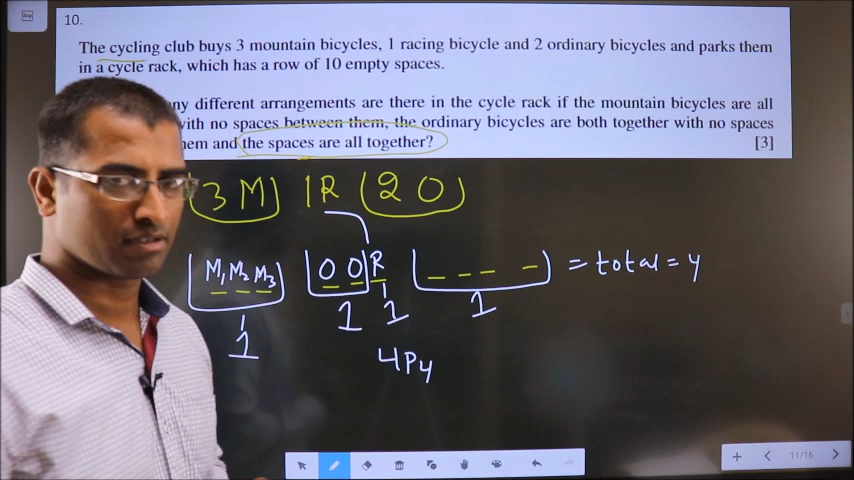 10.
The cycling club buys 3 mountain bicycles, 1 racing bicycle and 2 ordinary bicycles and parks them
in a cycle rack, which has a row of 10 empty spaces.
ny different arrangements are there in the cycle rack if the mountain bicycles are all
with no spaces between them, the ordinary bicycles are both together with no spaces
em and the spaces are all together? [3]
(3 M) 1R (2 O)
M1 M2 M3 O O R = total = 4
1 1 1 1
4P4
11/16